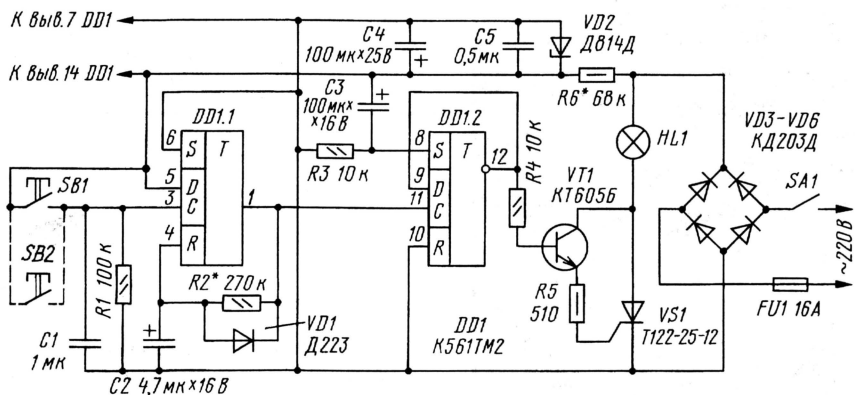 К выв.7 DD1
C4
100 мк×25В
C5
0,5мк
VD2
Д814Д
К выв.14 DD1
C3
100мк×
×16 В
R6* 68 к
DD1.1
DD1.2
HL1
VD3-VD6
КД203Д
6
S
T
8
S
T
12
R3 10 к
R4 10 к
VT1
КТ605Б
SA1
SB1
5
D
3
C
1
9
D
11
C
4
R
10
R
SB2
R1 100 к
R2* 270 к
~220 В
R5
510
FU1 16А
VD1
Д223
VS1
Т122-25-12
C1
1 мк
DD1
К561ТМ2
C2 4,7 мк×16 В